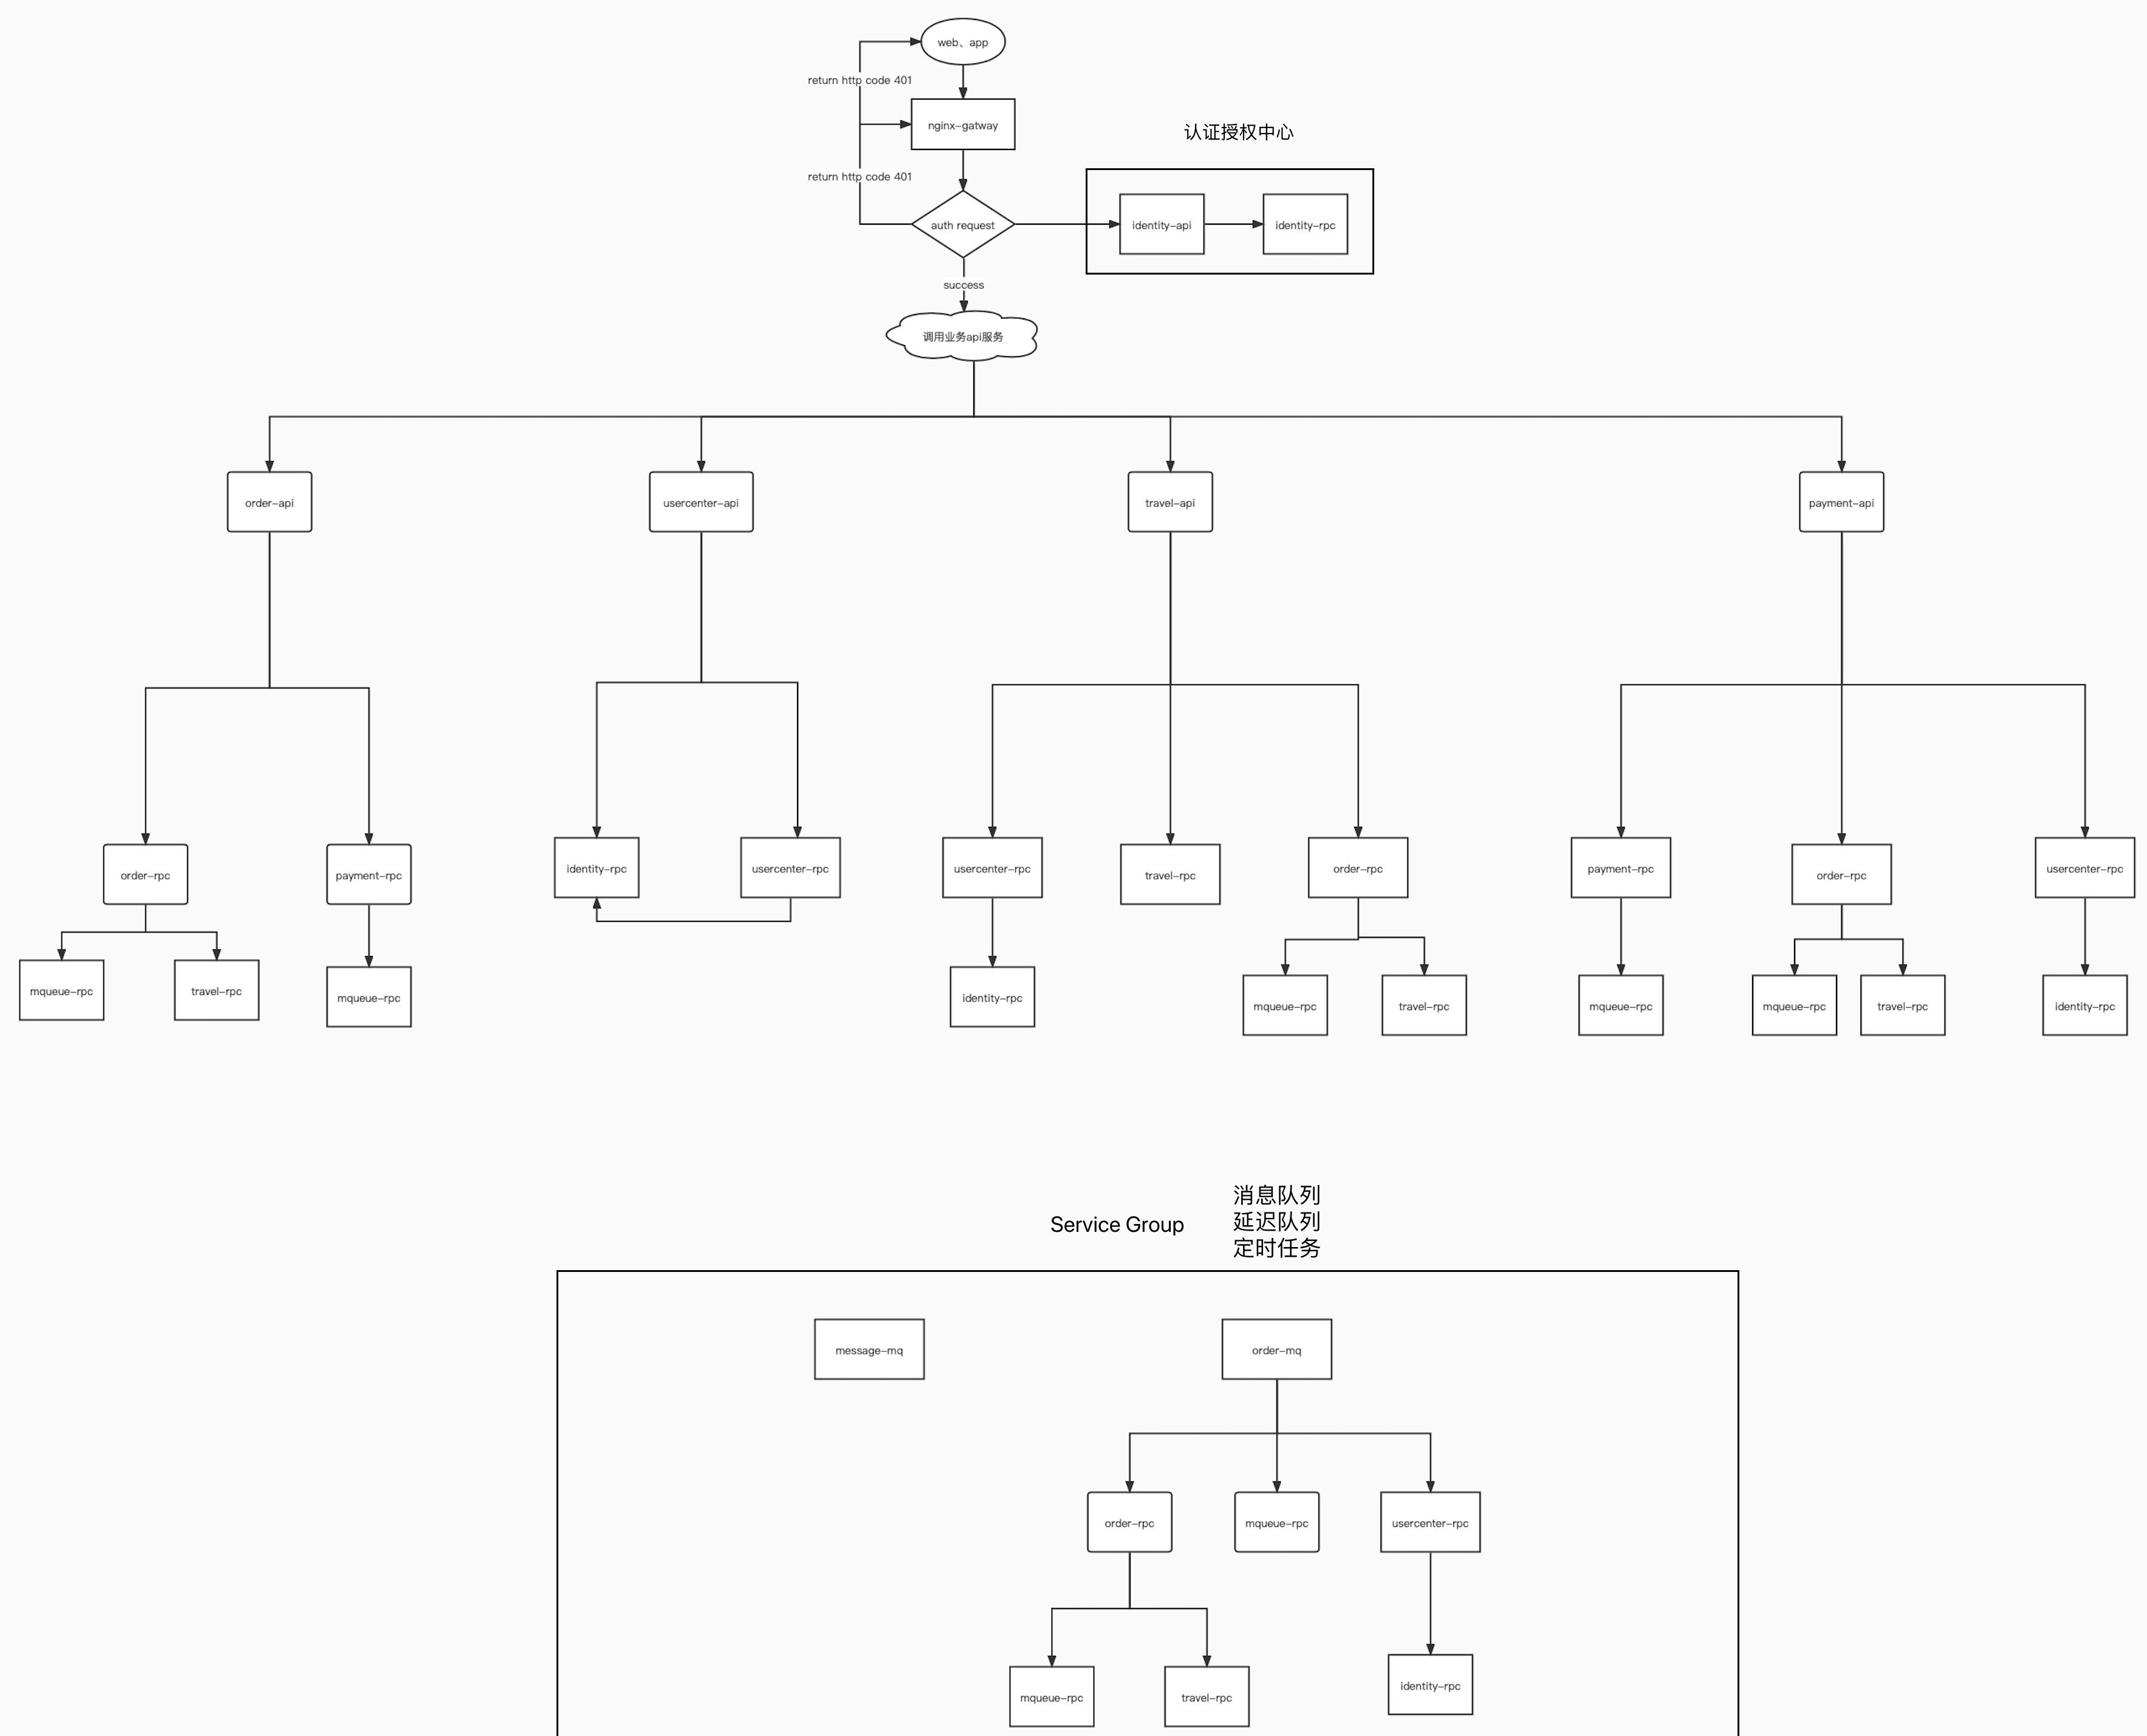 web、app
return http code 401
nginx-gatway
认证授权中心
return http code 401
auth request
identity-api
identity-rpc
success
调用业务api服务
order-api
usercenter-api
travel-api
payment-api
order-rpc
payment-rpc
identity-rpc
usercenter-rpc
usercenter-rpc
travel-rpc
order-rpc
payment-rpc
order-rpc
usercenter-rpc
mqueue-rpc
travel-rpc
mqueue-rpc
identity-rpc
mqueue-rpc
travel-rpc
mqueue-rpc
mqueue-rpc
travel-rpc
identity-rpc
Service Group
消息队列
延迟队列
定时任务
message-mq
order-mq
order-rpc
mqueue-rpc
usercenter-rpc
mqueue-rpc
travel-rpc
identity-rpc